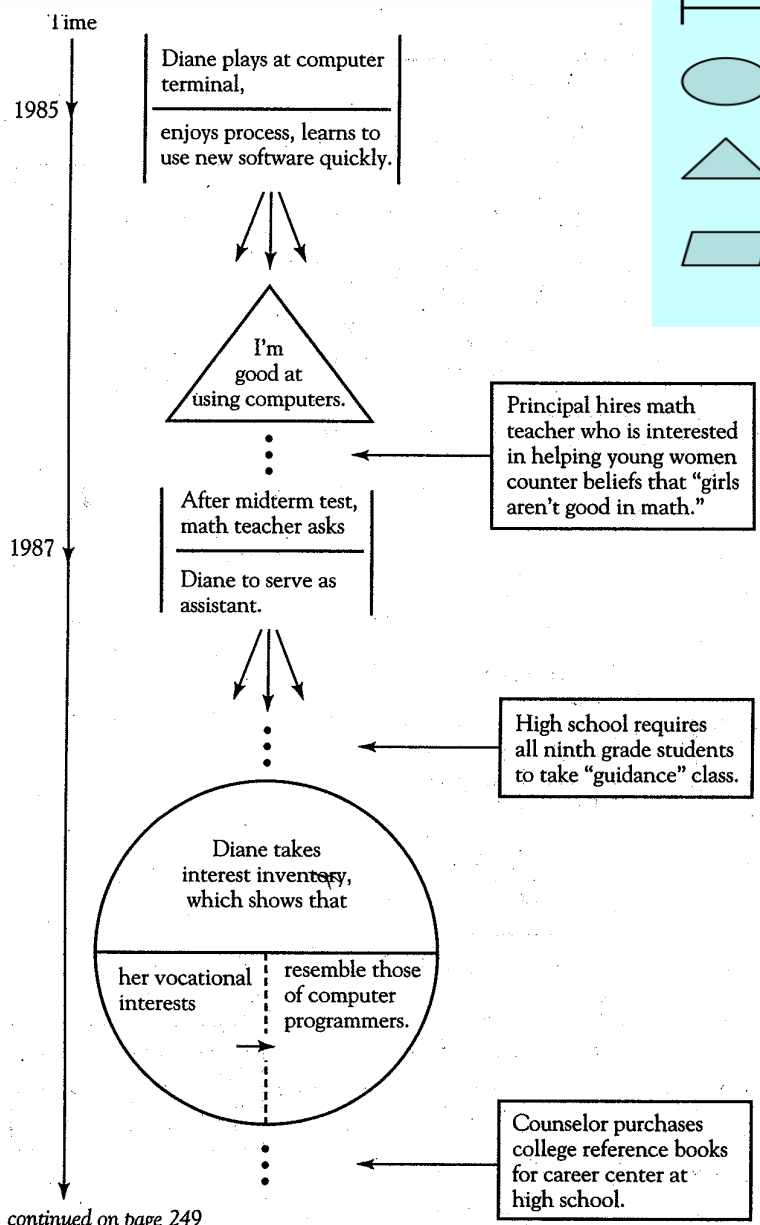 Time
Diane plays at computer
terminal,
1985
enjoys process, learns to
use new software quickly.
I'm
good at
using computers.
Principal hires math
teacher who is interested
in helping young women
counter beliefs that “girls
aren't good in math.”
After midterm test,
math teacher asks
1987
Diane to serve as
assistant.
High school requires
all ninth grade students
to take “guidance” class.
Diane takes
interest inventory,
which shows that
her vocational
interests
resemble those
of computer
programmers.
Counselor purchases
college reference books
for career center at
high school.
continued on page 249